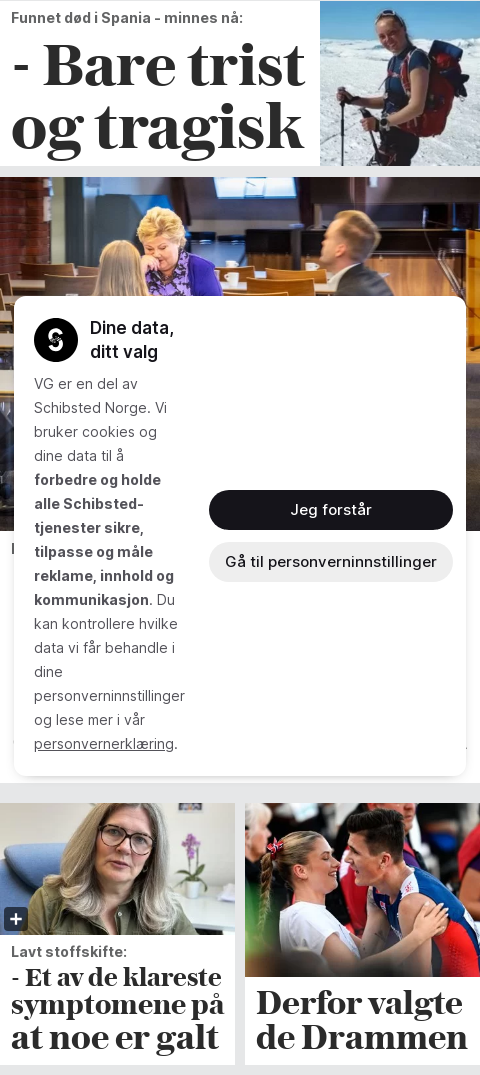 Funnet død i Spania - minnes nå:
- Bare trist
og tragisk
Dine data,
ditt valg
VG er en del av
Schibsted Norge. Vi
bruker cookies og
dine data til å
forbedre og holde
alle Schibsted-
tjenester sikre,
tilpasse og måle
reklame, innhold og
kommunikasjon. Du
kan kontrollere hvilke
data vi får behandle i
dine
personverninnstillinger
og lese mer i vår
personvernerklæring.
Jeg forstår
Gå til personverninnstillinger
Lavt stoffskifte:
- Et av de klareste
symptomene på
at noe er galt
Derfor valgte
de Drammen